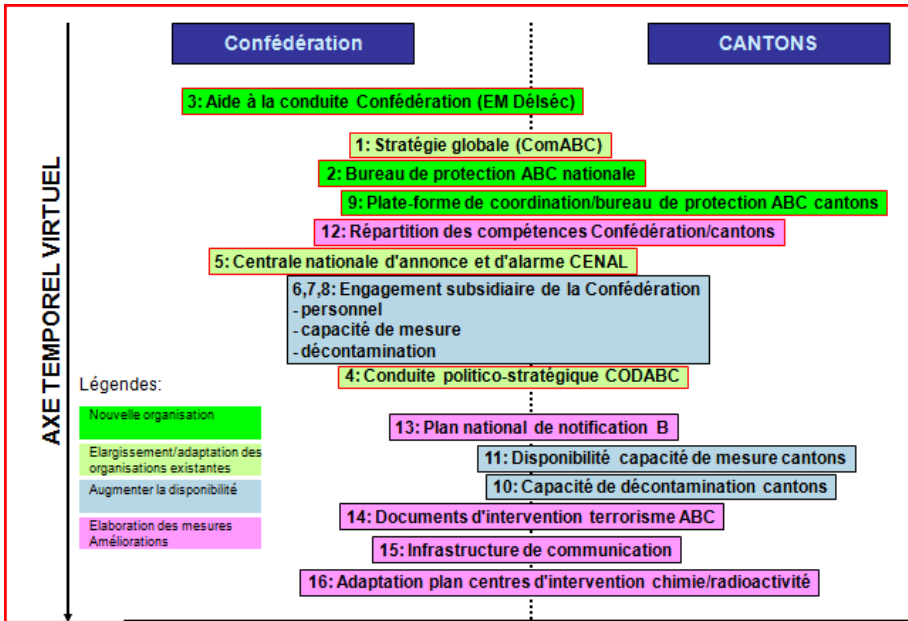 Confédération
CANTONS
AXE TEMPOREL VIRTUEL
3: Aide à la conduite Confédération (EM Délséc)
1: Stratégie globale (ComABC)
2: Bureau de protection ABC nationale
9: Plate-forme de coordination/bureau de protection ABC cantons
12: Répartition des compétences Confédération/cantons
5: Centrale nationale d'annonce et d'alarme CENAL
6,7,8: Engagement subsidiaire de la Confédération
- personnel
- capacité de mesure
- décontamination
4: Conduite politico-stratégique CODABC
Légendes:
Nouvelle organisation
Elargissement/adaptation des
organisations existantes
Augmenter la disponibilité
Elaboration des mesures
Améliorations
13: Plan national de notification B
11: Disponibilité capacité de mesure cantons
10: Capacité de décontamination cantons
14: Documents d'intervention terrorisme ABC
15: Infrastructure de communication
16: Adaptation plan centres d'intervention chimie/radioactivité